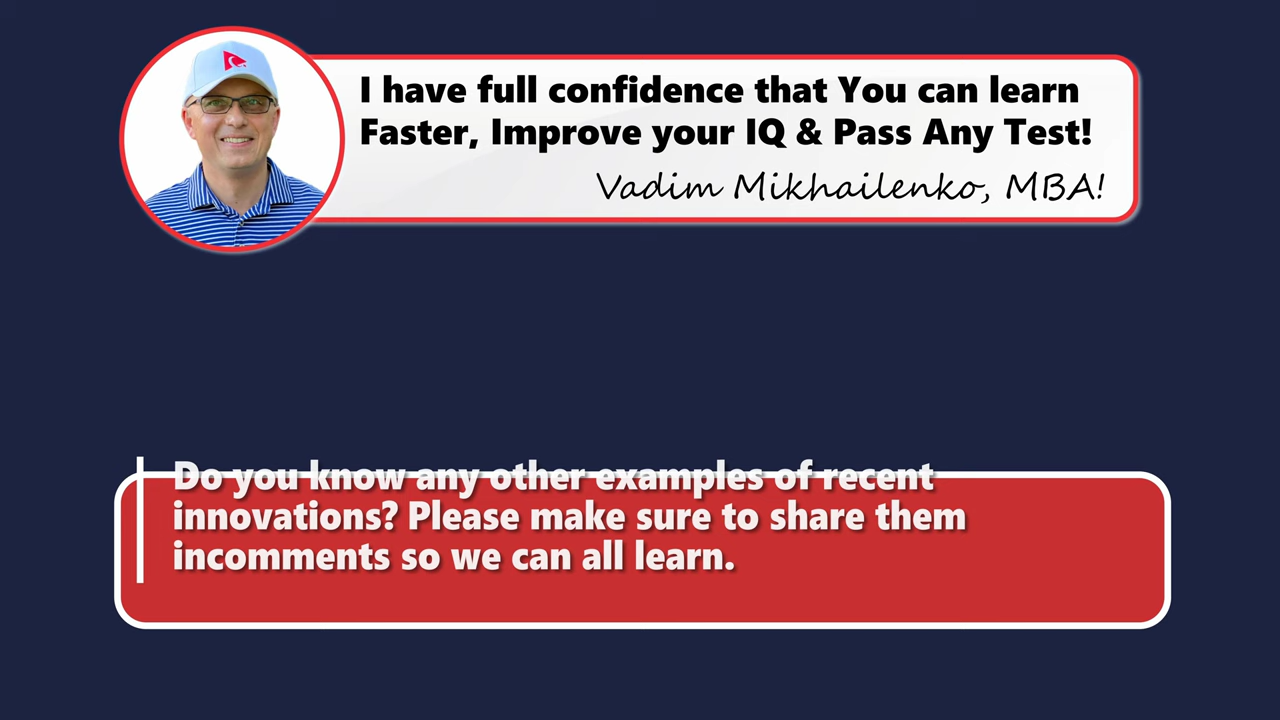 I have full confidence that You can learn
Faster, Improve your IQ & Pass Any Test!
Vadim Mikhailenko, MBA!
Do you know any other examples of recent
innovations? Please make sure to share them
incomments so we can all learn.